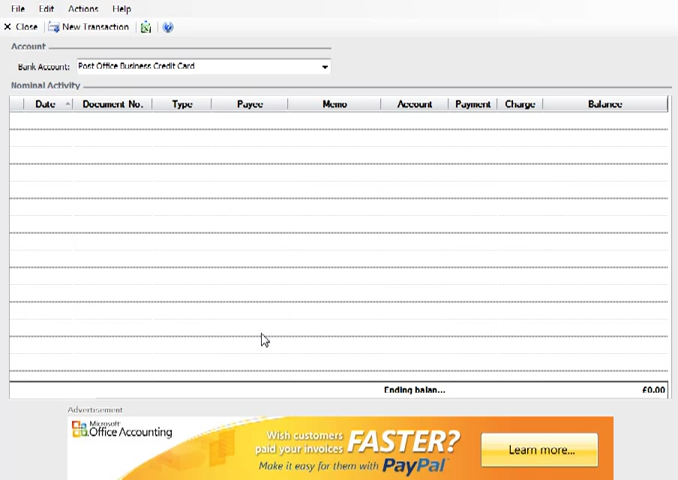 File Edit Actions Help
Close New Transaction
Account
Bank Account: Post Office Business Credit Card
Nominal Activity
Date Document No. Type Payee Memo Account Payment Charge Balance
Ending balan... £0.00
Advertisement
Microsoft
Office Accounting
Wish customers
paid your invoices FASTER?
Make it easy for them with PayPal
Learn more...